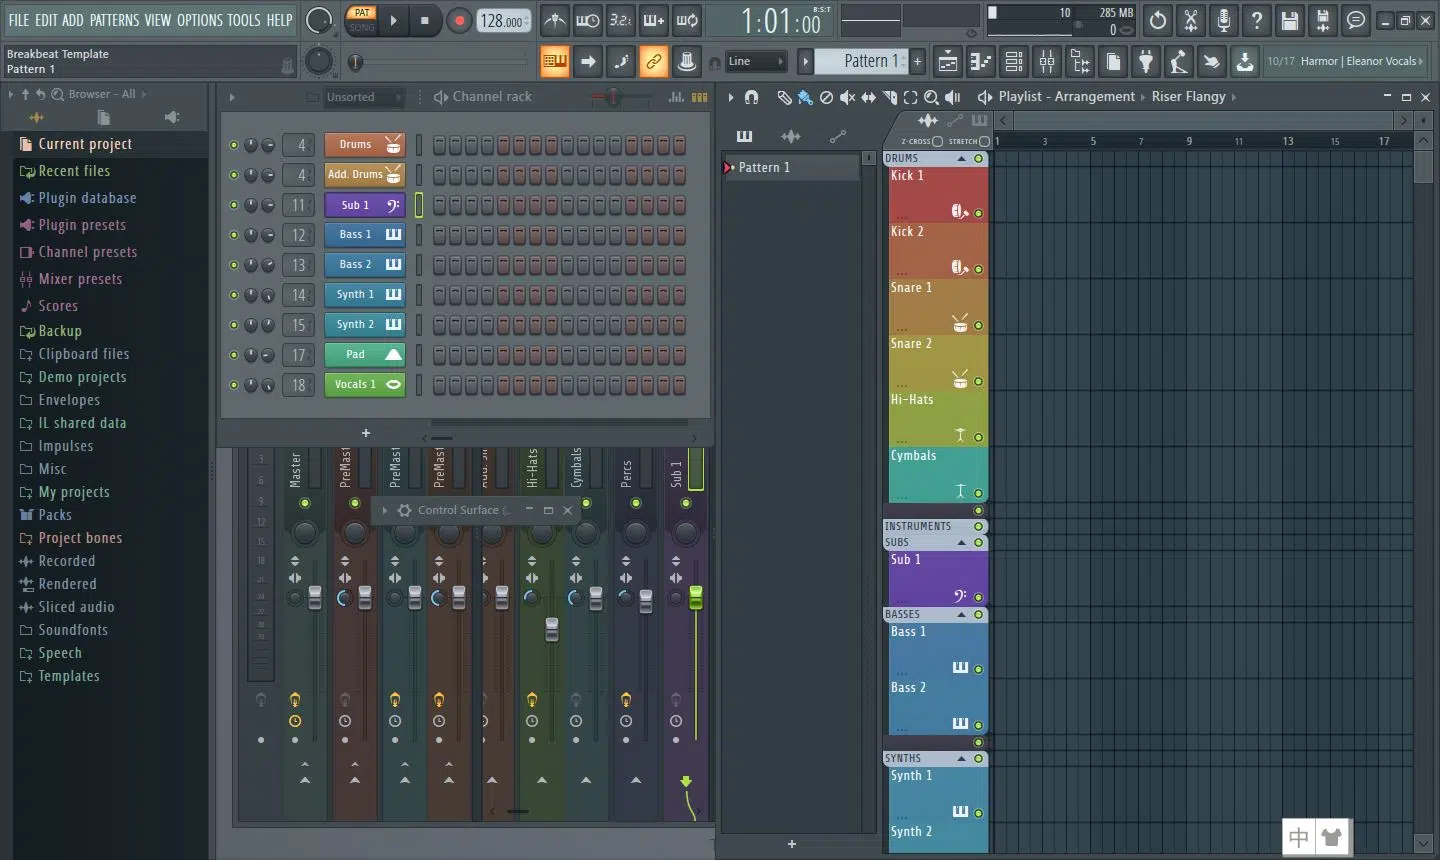 FILE EDIT ADD PATTERNS VIEW OPTIONS TOOLS HELP
PAT
SONG
128.000
3.2.
1:01:00
B:S:T
10
285 MB
0
Breakbeat Template
Pattern 1
Line
Pattern 1
10/17 Harmor | Eleanor Vocals
Browser - All
Current project
Recent files
Plugin database
Plugin presets
Channel presets
Mixer presets
Scores
Backup
Clipboard files
Demo projects
Envelopes
IL shared data
Impulses
Misc
My projects
Packs
Project bones
Recorded
Rendered
Sliced audio
Soundfonts
Speech
Templates
Unsorted
Channel rack
4 Drums
4 Add. Drums
11 Sub 1
12 Bass 1
13 Bass 2
14 Synth 1
15 Synth 2
17 Pad
18 Vocals 1
+
3
6
9
12
15
18
Master
PreMast
PreMast
PreMast
Hi-Hats
Cymbals
Percs
Sub 1
Control Surface (..
Playlist - Arrangement
Riser Flangy
Z-CROSS
STRETCH
1 3 5 7 9 11 13 15 17
Pattern 1
+
DRUMS
Kick 1
Kick 2
Snare 1
Snare 2
Hi-Hats
Cymbals
INSTRUMENTS
SUBS
Sub 1
BASSES
Bass 1
Bass 2
SYNTHS
Synth 1
Synth 2
中